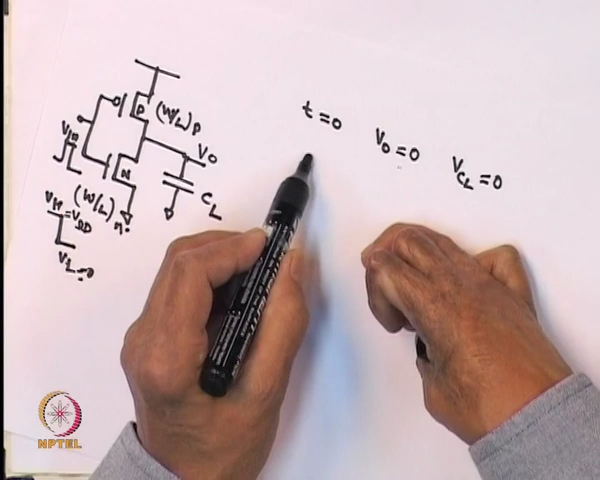 (W/L)p
P
Vin
N
Vo
CL
(W/L)n
VH=VDD
VL=0
t=0
Vo=0
VCL=0
NPTEL